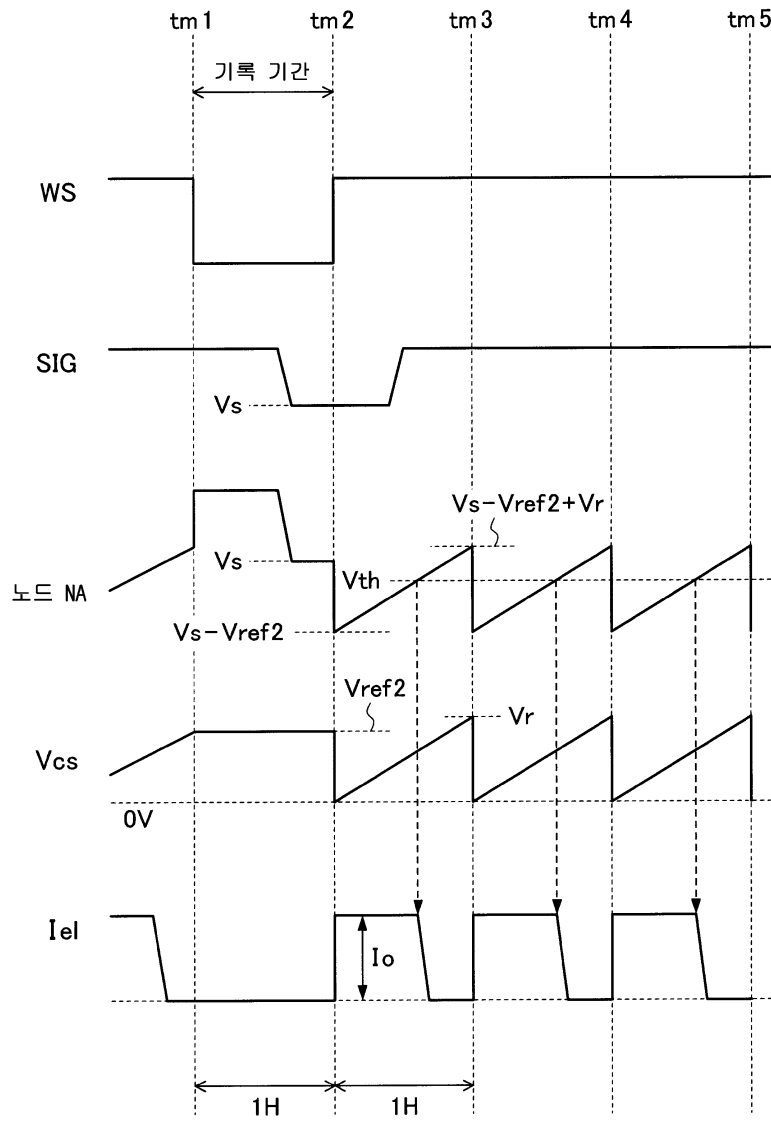 tm1 tm2 tm3 tm4 tm5
기록 기간
WS
SIG
Vs
Vs-Vref2+Vr
Vs
Vth
노드 NA
Vs-Vref2
Vref2
Vr
Vcs
0V
Iel
Io
1H 1H